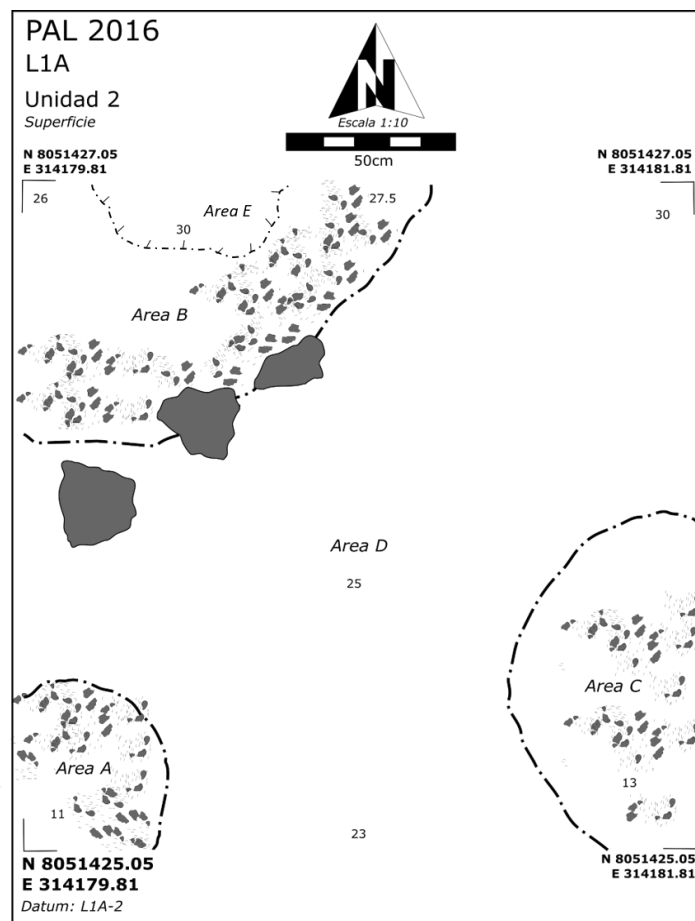 PAL 2016
L1A
Unidad 2
Superficie
N
Escala 1:10
50cm
N 8051427.05
E 314179.81
N 8051427.05
E 314181.81
26
Area E
27.5
30
30
Area B
Area D
25
Area C
Area A
13
11
23
N 8051425.05
E 314179.81
N 8051425.05
E 314181.81
Datum: L1A-2